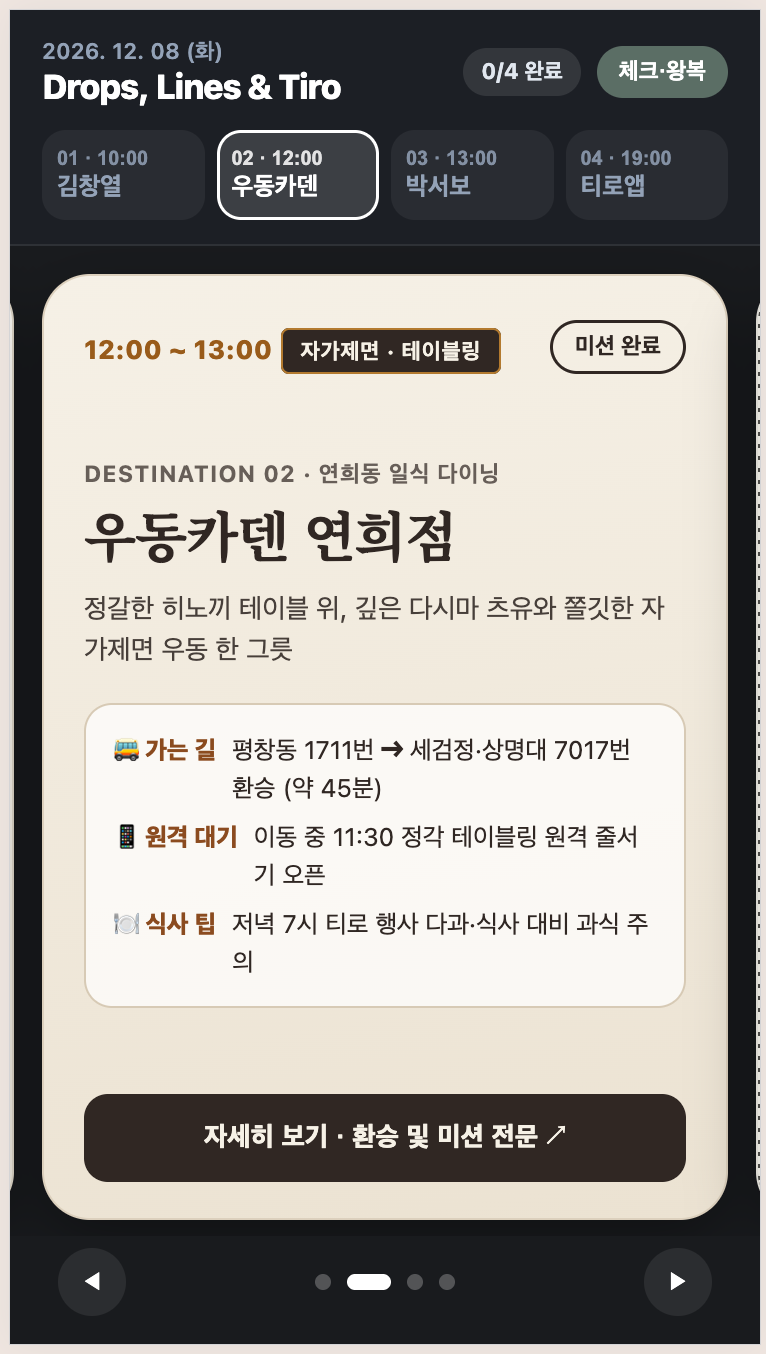 2026. 12. 08 (화)
Drops, Lines & Tiro
0/4 완료
체크·왕복
01 · 10:00
김창열
02 · 12:00
우동카덴
03 · 13:00
박서보
04 · 19:00
티로앱
12:00 ~ 13:00
자가제면 · 테이블링
미션 완료
DESTINATION 02 · 연희동 일식 다이닝
우동카덴 연희점
정갈한 히노끼 테이블 위, 깊은 다시마 츠유와 쫄깃한 자
가제면 우동 한 그릇
🚌 가는 길 평창동 1711번 → 세검정·상명대 7017번
환승 (약 45분)
📱 원격 대기 이동 중 11:30 정각 테이블링 원격 줄서
기 오픈
🍽️ 식사 팁 저녁 7시 티로 행사 다과·식사 대비 과식 주
의
자세히 보기 · 환승 및 미션 전문 ↗